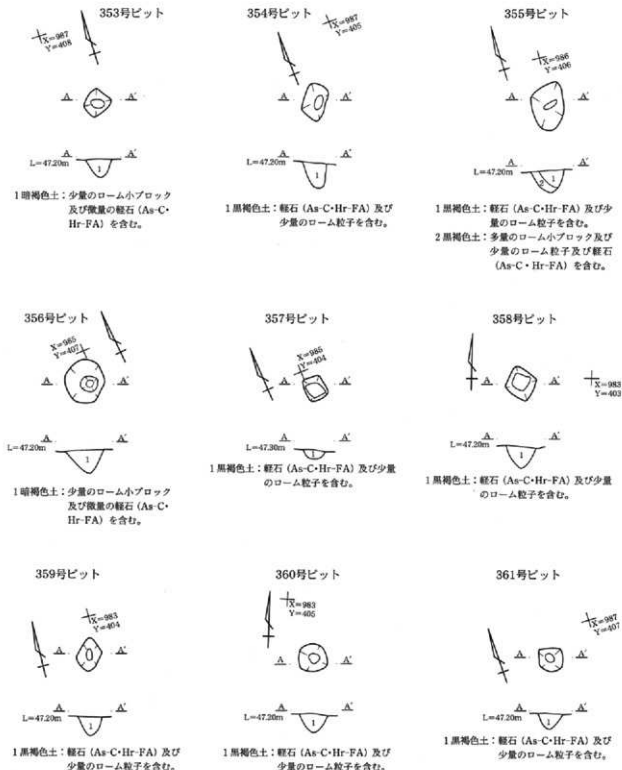 353号ピット
X=987
Y=408
A A'
L=47.20m A A'
1
1暗褐色土：少量のローム小ブロック
及び微量の軽石（As-C・
Hr-FA）を含む。
354号ピット
X=987
Y=405
A A'
L=47.20m A A'
1
1黒褐色土：軽石（As-C・Hr-FA）及び
少量のローム粒子を含む。
355号ピット
X=986
Y=406
A A'
L=47.20m A A'
2 1
1黒褐色土：軽石（As-C・Hr-FA）及び少
量のローム粒子を含む。
2黒褐色土：多量のローム小ブロック及び
少量のローム粒子及び軽石
（As-C・Hr-FA）を含む。
356号ピット
X=985
Y=407
A A'
L=47.20m A A'
1
1暗褐色土：少量のローム小ブロック
及び微量の軽石（As-C・
Hr-FA）を含む。
357号ピット
X=985
Y=404
A A'
L=47.30m A A'
1
1黒褐色土：軽石（As-C・Hr-FA）及び少量
のローム粒子を含む。
358号ピット
X=983
Y=403
A A'
L=47.20m A A'
1
1黒褐色土：軽石（As-C・Hr-FA）及び少量
のローム粒子を含む。
359号ピット
X=983
Y=404
A A'
L=47.20m A A'
1
1黒褐色土：軽石（As-C・Hr-FA）及び
少量のローム粒子を含む。
360号ピット
X=983
Y=405
A A'
L=47.20m A A'
1
1黒褐色土：軽石（As-C・Hr-FA）及び
少量のローム粒子を含む。
361号ピット
X=987
Y=407
A A'
L=47.20m A A'
1
1黒褐色土：軽石（As-C・Hr-FA）及び
少量のローム粒子を含む。